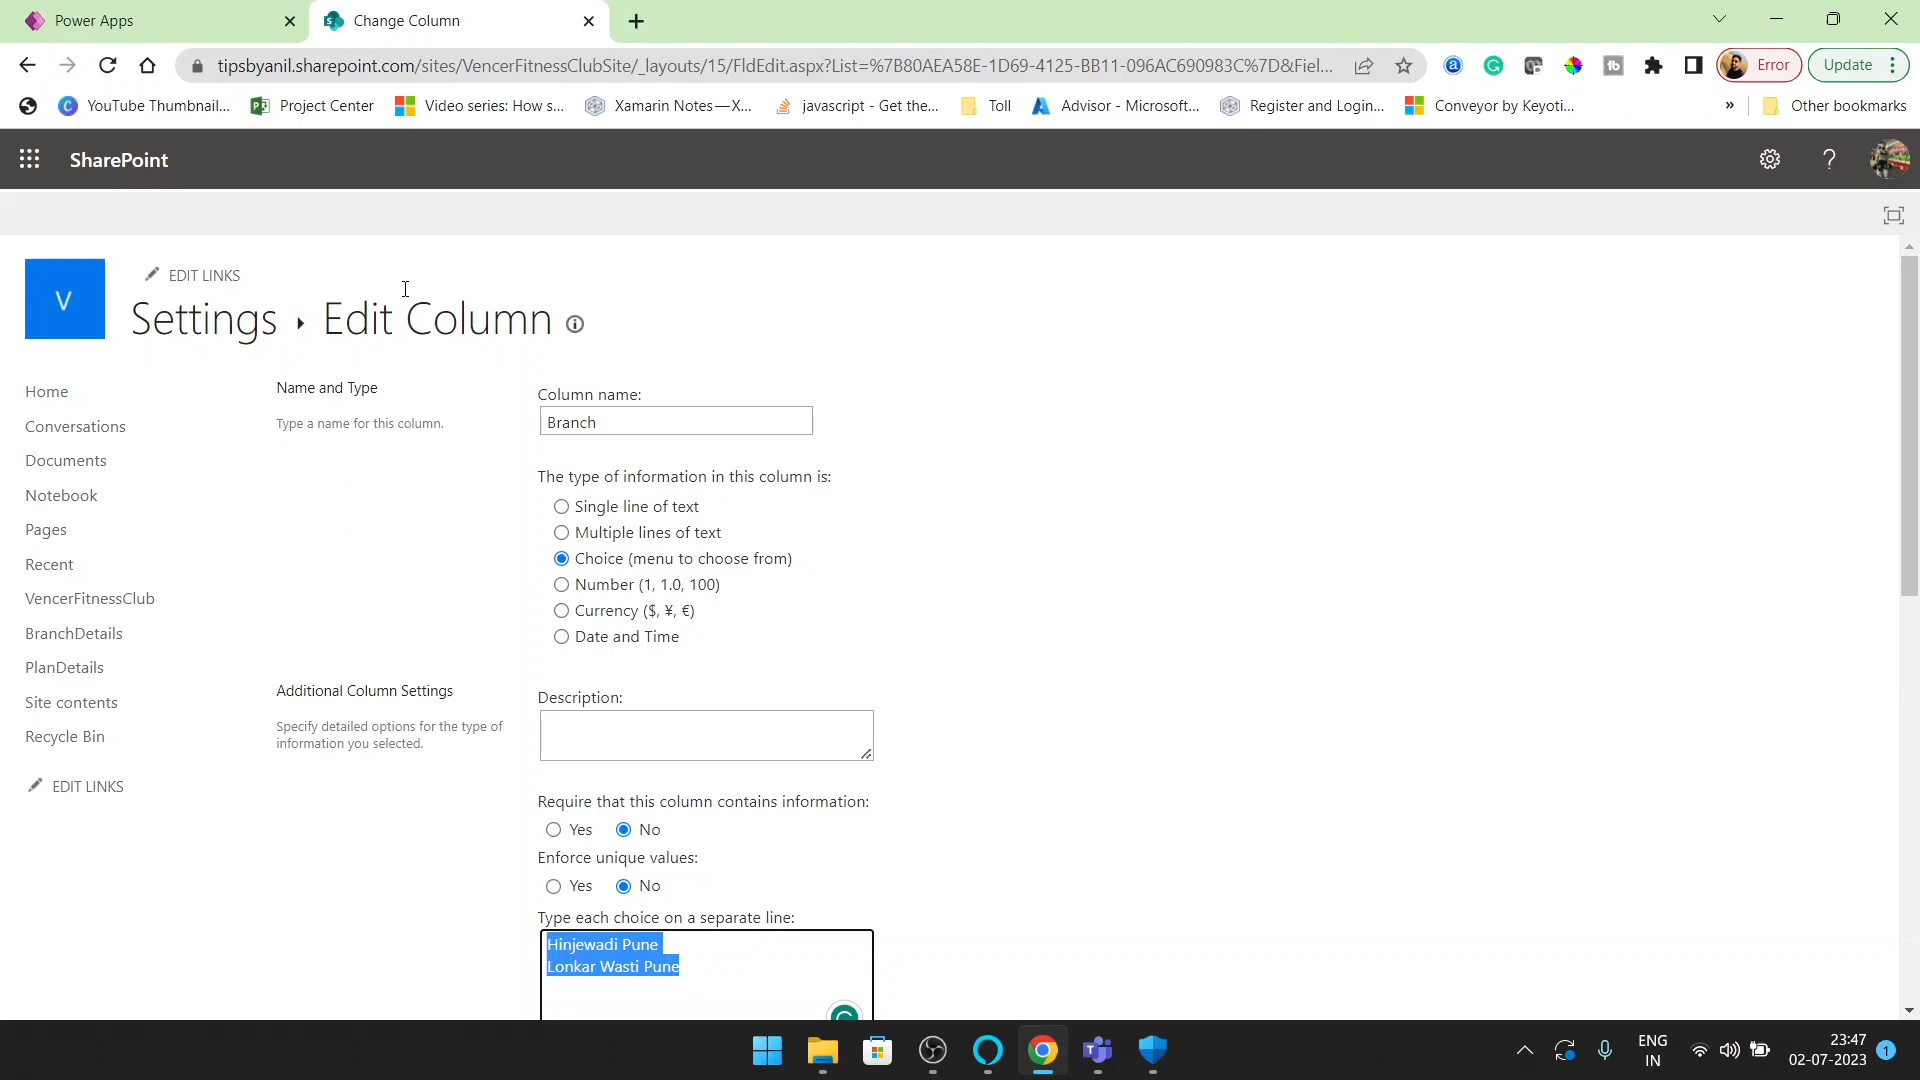 Power Apps
Change Column
tipsbyanil.sharepoint.com/sites/VencerFitnessClubSite/_layouts/15/FldEdit.aspx?List=%7B80AEA58E-1D69-4125-BB11-096AC690983C%7D&Fiel...
Error
Update
YouTube Thumbnail...
Project Center
Video series: How s...
Xamarin Notes—X...
javascript - Get the...
Toll
Advisor - Microsoft...
Register and Login...
Conveyor by Keyoti...
»
Other bookmarks
SharePoint
?
V
EDIT LINKS
Settings ▸ Edit Column
Home
Conversations
Documents
Notebook
Pages
Recent
VencerFitnessClub
BranchDetails
PlanDetails
Site contents
Recycle Bin
EDIT LINKS
Name and Type
Type a name for this column.
Column name:
Branch
The type of information in this column is:
Single line of text
Multiple lines of text
Choice (menu to choose from)
Number (1, 1.0, 100)
Currency ($, ¥, €)
Date and Time
Additional Column Settings
Specify detailed options for the type of
information you selected.
Description:
Require that this column contains information:
Yes No
Enforce unique values:
Yes No
Type each choice on a separate line:
Hinjewadi Pune
Lonkar Wasti Pune
ENG
IN
23:47
02-07-2023
1